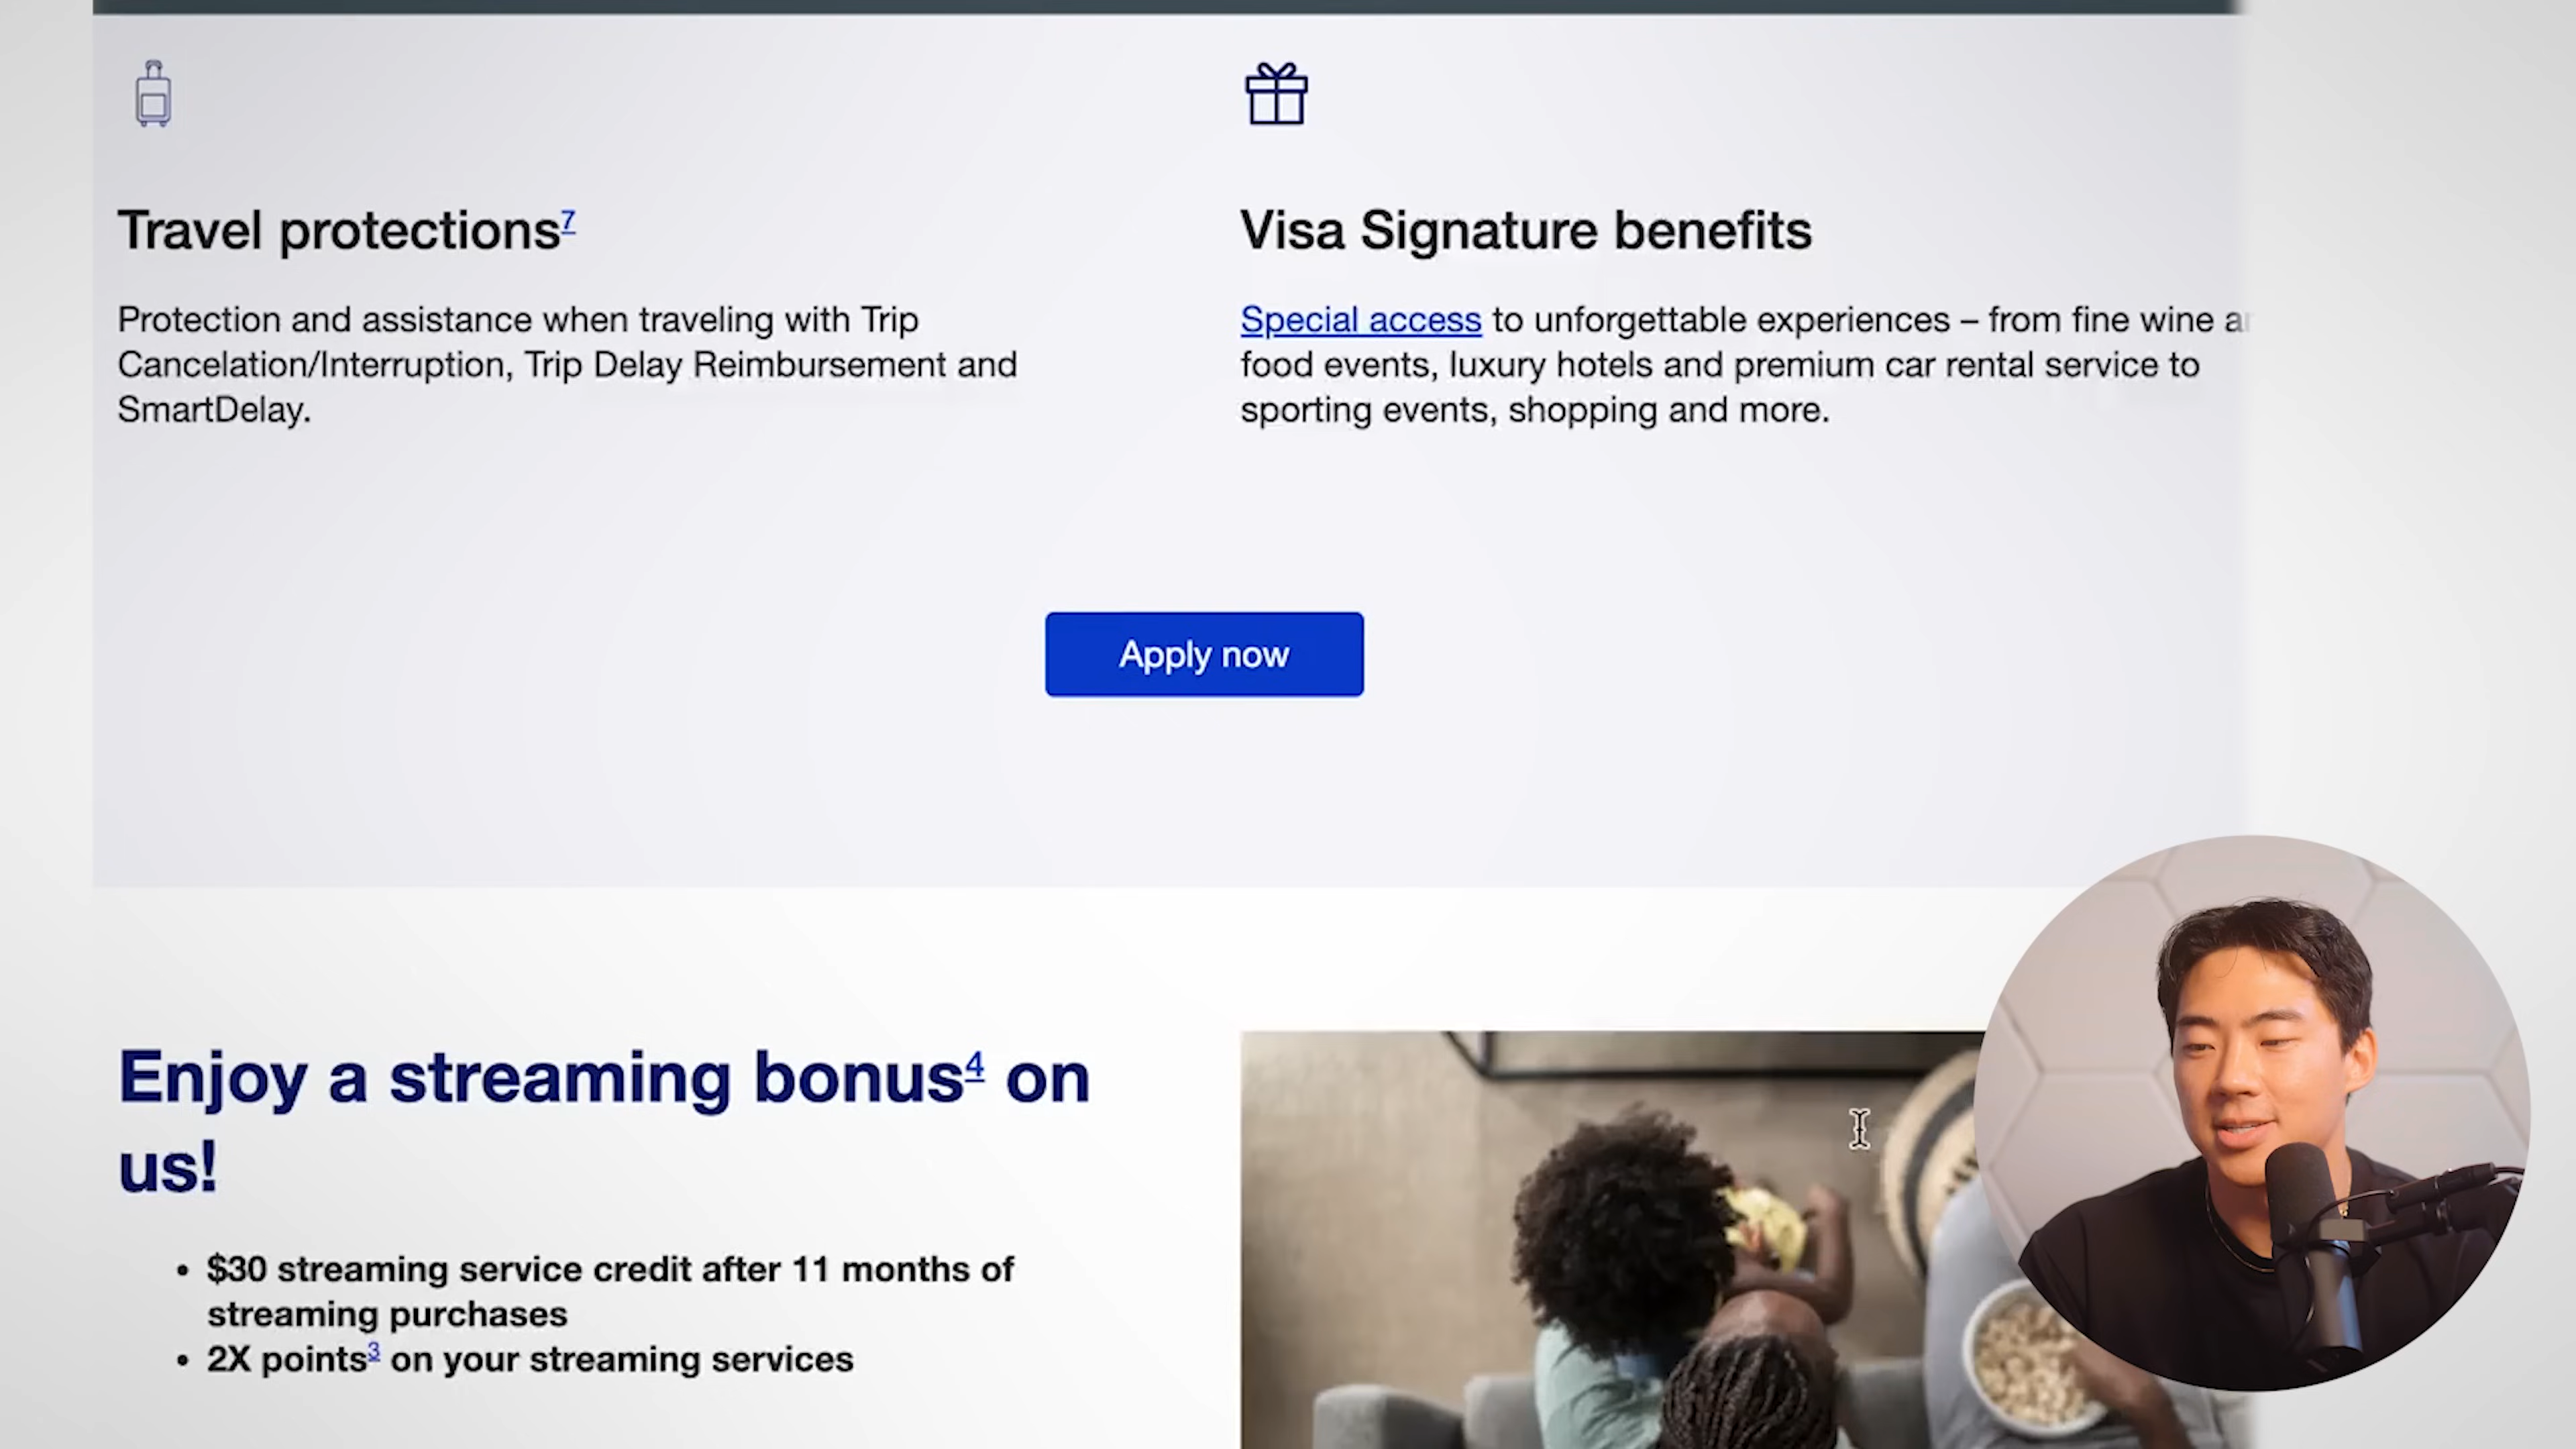 Travel protections7
Protection and assistance when traveling with Trip
Cancelation/Interruption, Trip Delay Reimbursement and
SmartDelay.
Visa Signature benefits
Special access to unforgettable experiences – from fine wine
food events, luxury hotels and premium car rental service to
sporting events, shopping and more.
Apply now
Enjoy a streaming bonus4 on
us!
• $30 streaming service credit after 11 months of
streaming purchases
• 2X points3 on your streaming services